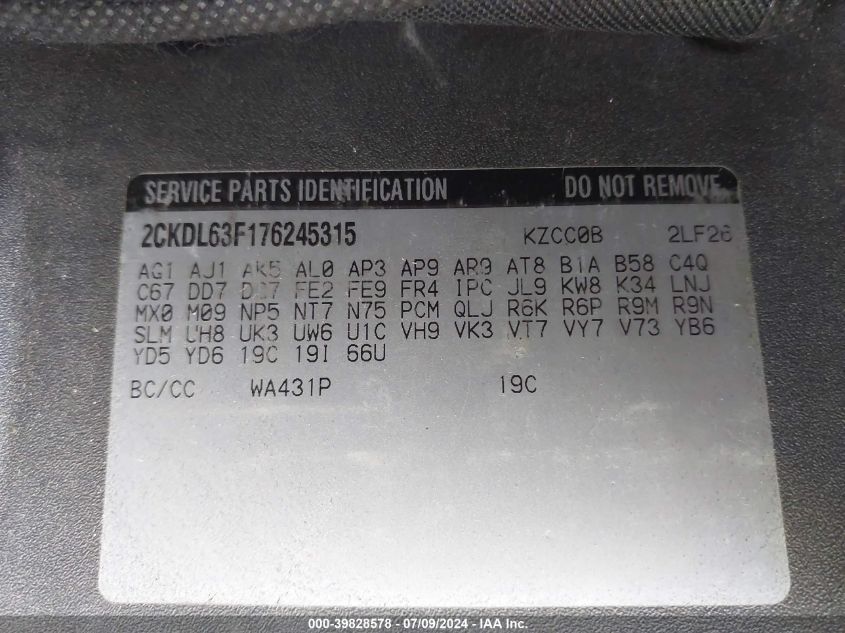 SERVICE PARTS IDENTIFICATION DO NOT REMOVE
2CKDL63F176245315 KZCC0B 2LF26
AG1 AJ1 AK5 AL0 AP3 AP9 AR9 AT8 B1A B58 C4Q
C67 DD7 DG7 FE2 FE9 FR4 IPC JL9 KW8 K34 LNJ
MX0 M09 NP5 NT7 N75 PCM QLJ R6K R6P R9M R9N
SLM UH8 UK3 UW6 U1C VH9 VK3 VT7 VY7 V73 YB6
YD5 YD6 19C 19I 66U
BC/CC WA431P 19C
000-39828578 - 07/09/2024 - IAA Inc.